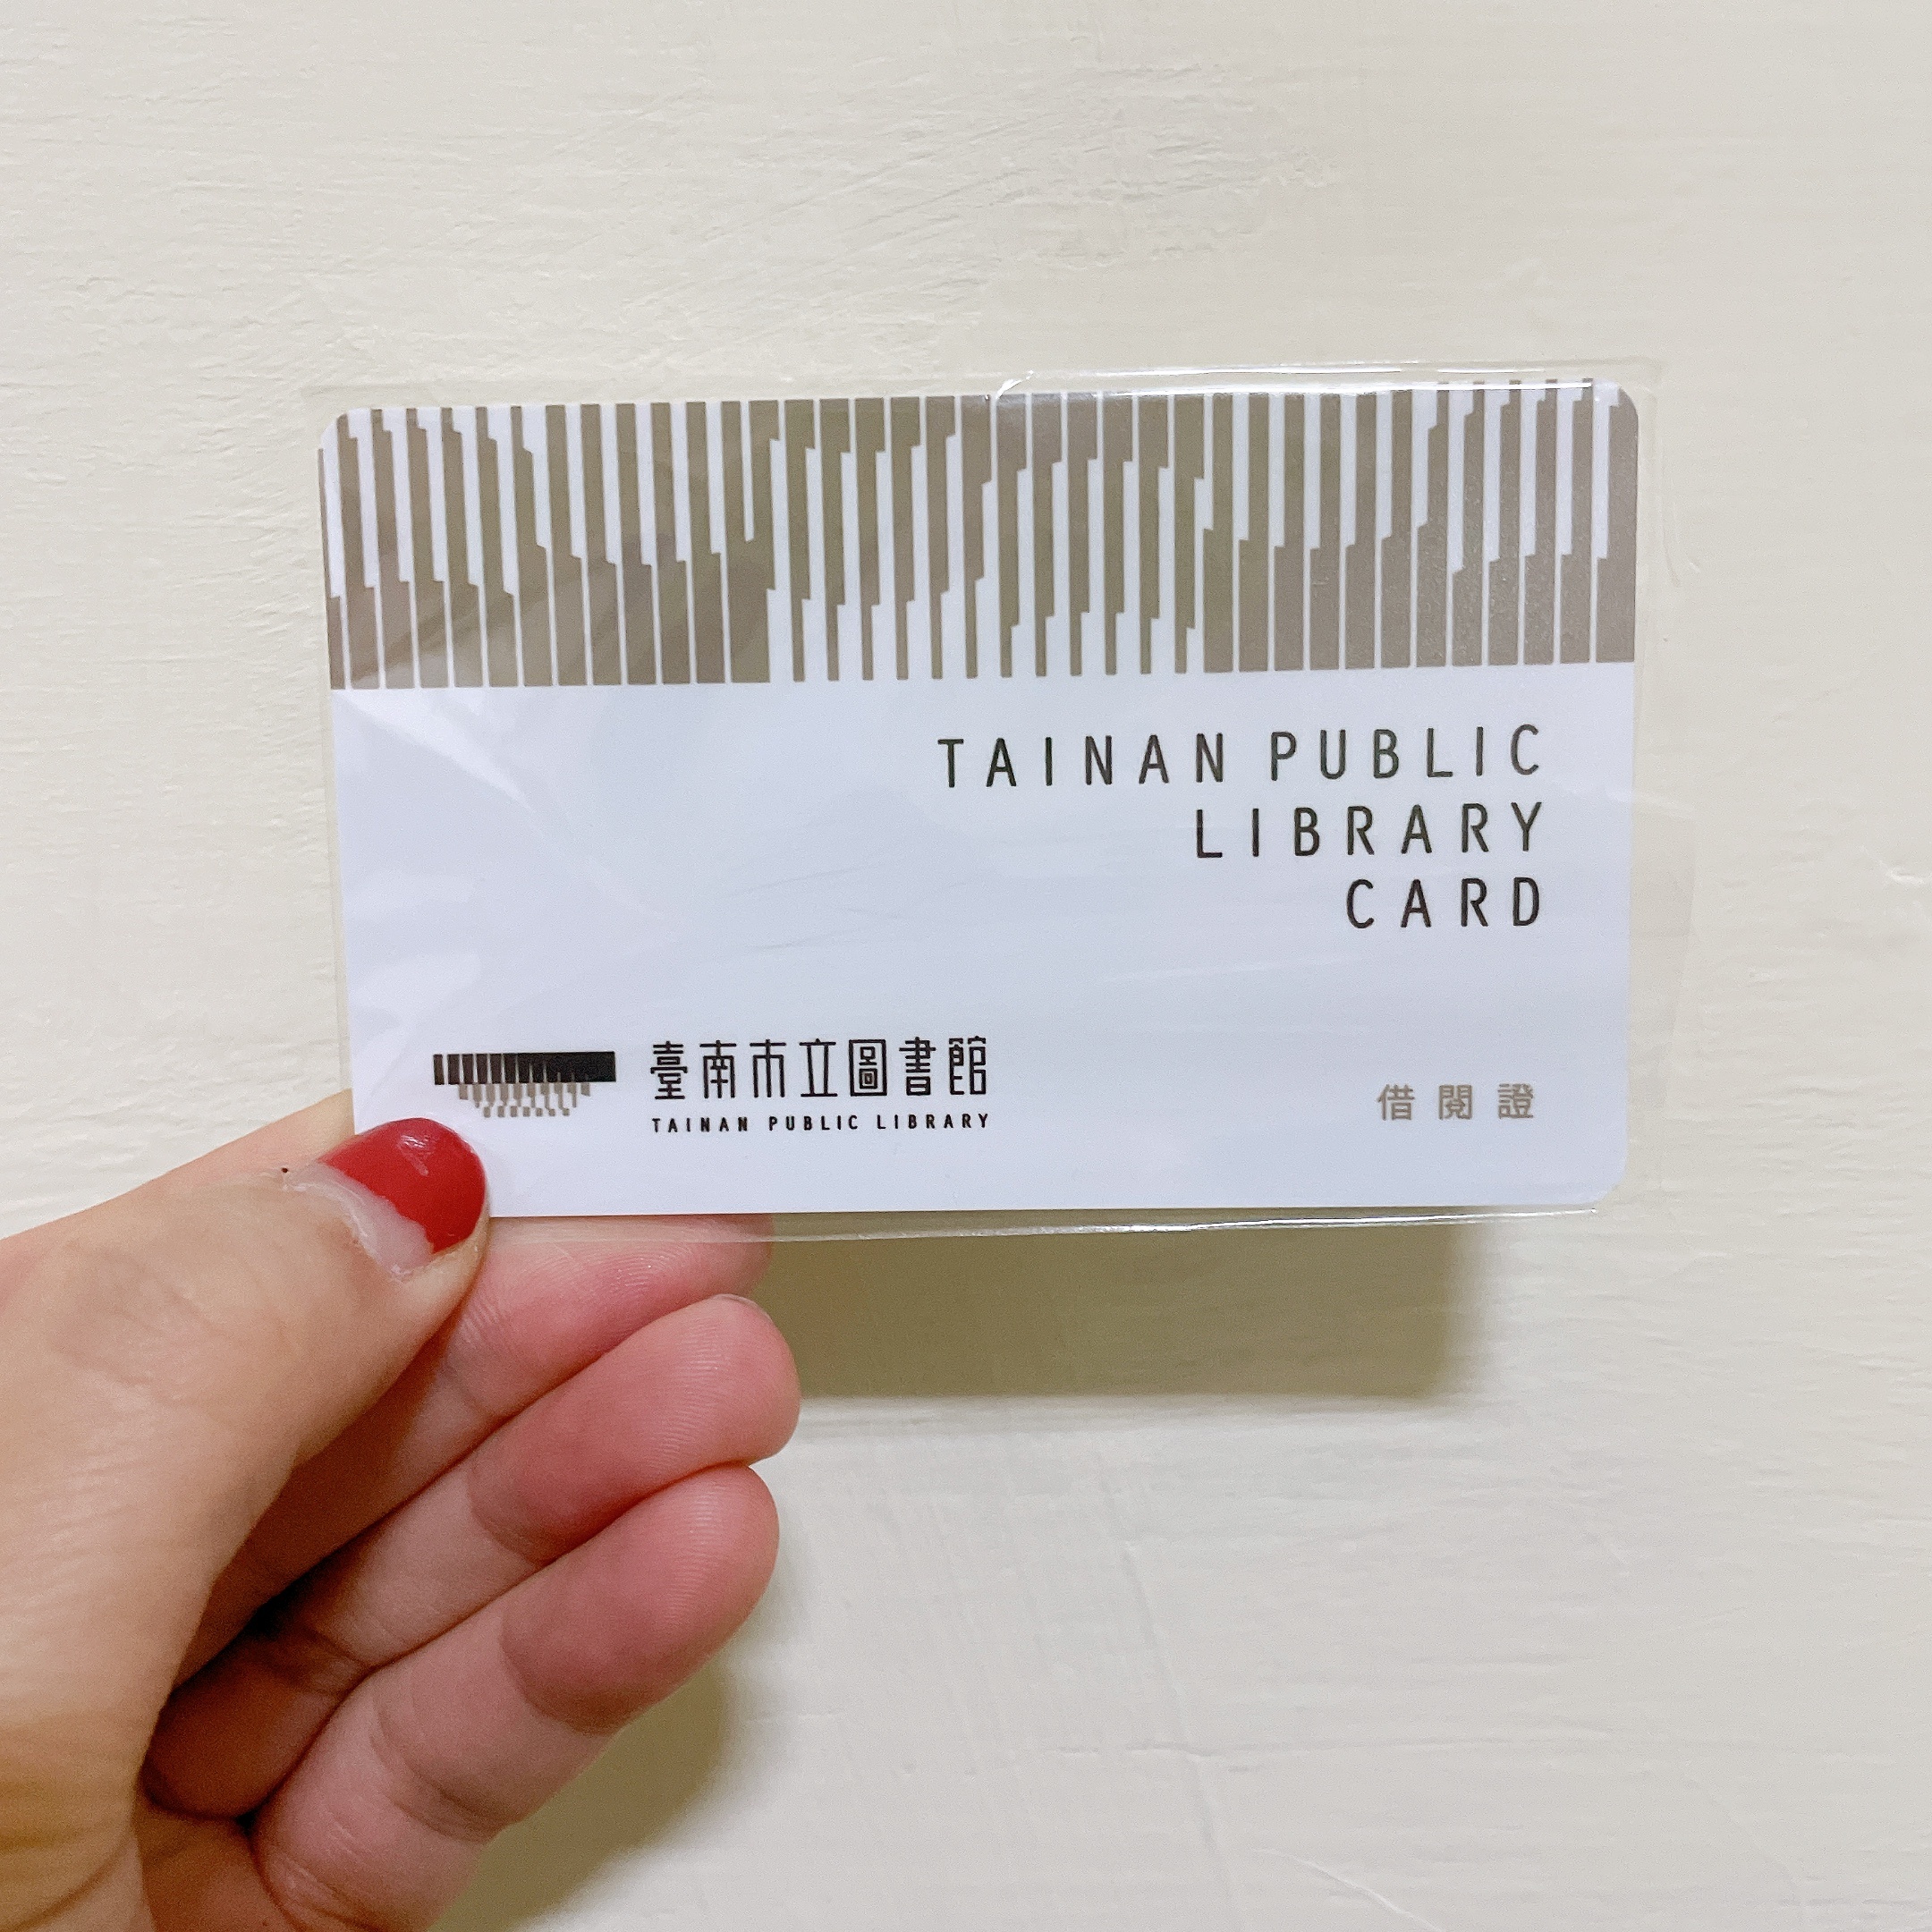 TAINAN PUBLIC
LIBRARY
CARD
臺南市立圖書館
TAINAN PUBLIC LIBRARY
借閱證